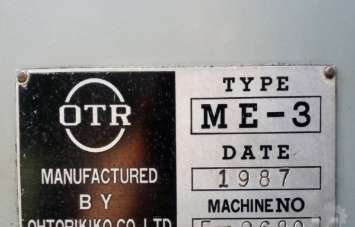 OTR
MANUFACTURED
BY
OHTORIKIKO CO. LTD
TYPE
ME-3
DATE
1987
MACHINE NO